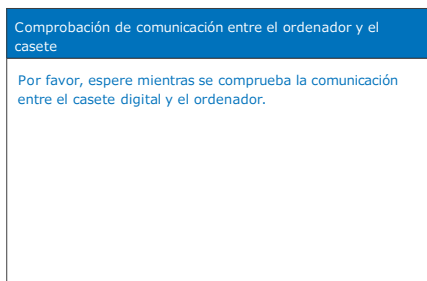 Comprobación de comunicación entre el ordenador y el
casete
Por favor, espere mientras se comprueba la comunicación
entre el casete digital y el ordenador.